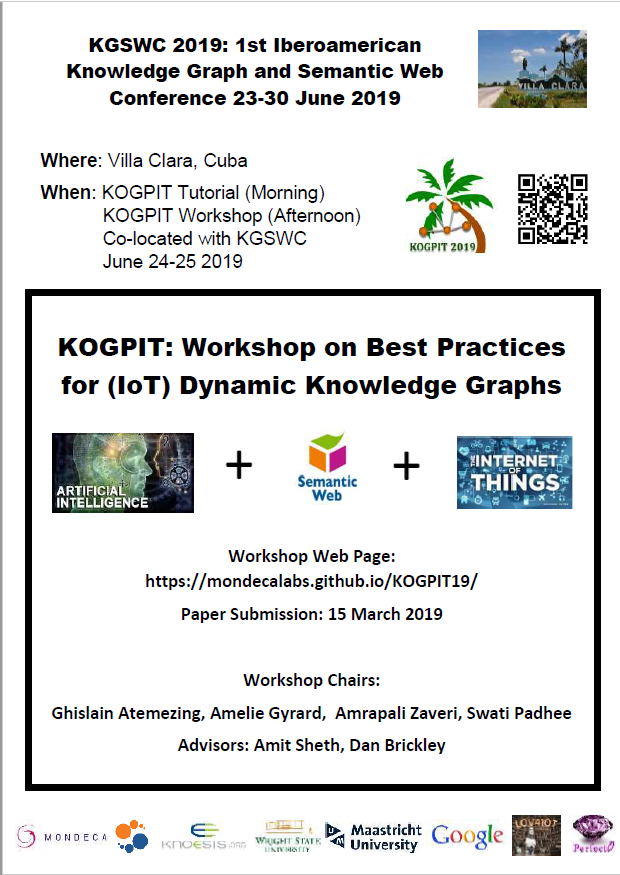 KGSWC 2019: 1st Iberoamerican
Knowledge Graph and Semantic Web
Conference 23-30 June 2019
VILLA CLARA
Where: Villa Clara, Cuba
When: KOGPIT Tutorial (Morning)
KOGPIT Workshop (Afternoon)
Co-located with KGSWC
June 24-25 2019
KOGPIT 2019
KOGPIT: Workshop on Best Practices
for (IoT) Dynamic Knowledge Graphs
ARTIFICIAL
INTELLIGENCE
+
Semantic
Web
+
THE INTERNET
OF
THINGS
Workshop Web Page:
https://mondecalabs.github.io/KOGPIT19/
Paper Submission: 15 March 2019
Workshop Chairs:
Ghislain Atemezing, Amelie Gyrard, Amrapali Zaveri, Swati Padhee
Advisors: Amit Sheth, Dan Brickley
MONDECA
KNOESIS.ORG
WRIGHT STATE
UNIVERSITY
Maastricht
University
Google
LOV4IOT
PerfectO